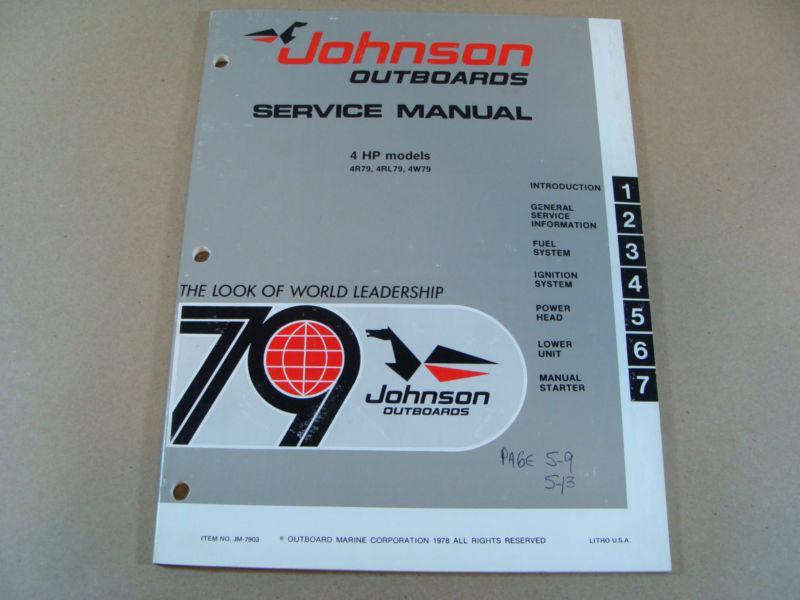 Johnson
OUTBOARDS
SERVICE MANUAL
4 HP models
4R79, 4RL79, 4W79
INTRODUCTION 1
GENERAL
SERVICE
INFORMATION 2
FUEL
SYSTEM 3
IGNITION
SYSTEM 4
POWER
HEAD 5
LOWER
UNIT 6
MANUAL
STARTER 7
THE LOOK OF WORLD LEADERSHIP
79
Johnson
OUTBOARDS
PAGE 5-9
5-13
ITEM NO. JM-7903
© OUTBOARD MARINE CORPORATION 1978 ALL RIGHTS RESERVED
LITHO U.S.A.